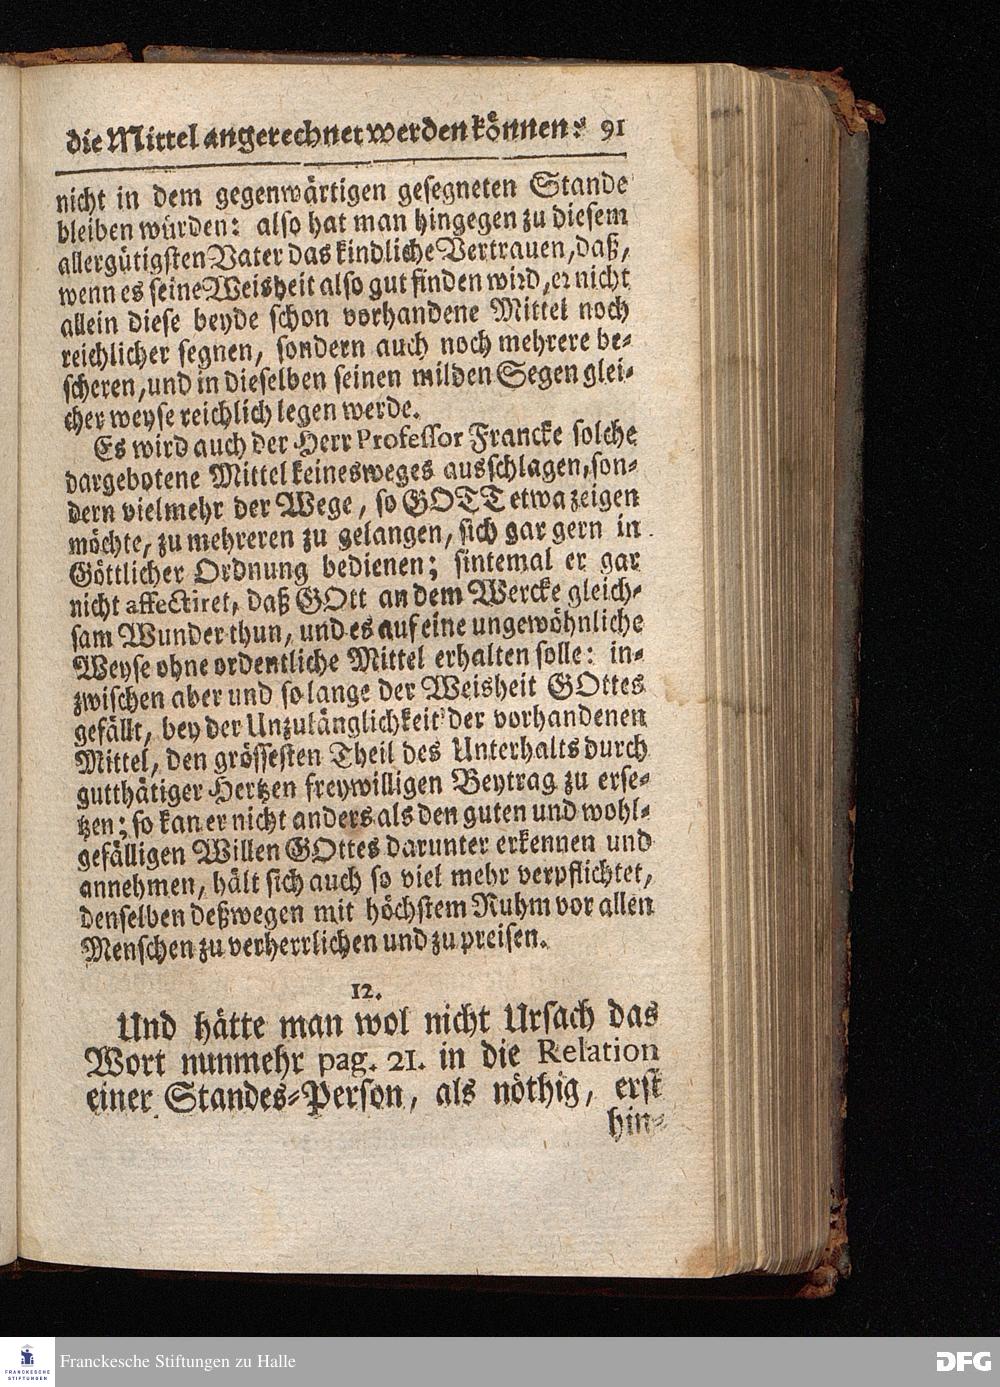 die Mittel angerechnet werden können: 91
nicht in dem gegenwärtigen gesegneten Stande
bleiben würden: also hat man hingegen zu diesem
allergütigsten Vater das kindliche Vertrauen, daß,
wenn es seine Weisheit also gut finden wird, er nicht
allein diese beyde schon vorhandene Mittel noch
reichlicher segnen, sondern auch noch mehrere be-
scheren, und in dieselben seinen milden Segen glei-
cher weyse reichlich legen werde.
Es wird auch der Herr Professor Francke solche
dargebotene Mittel keinesweges ausschlagen, son-
dern vielmehr der Wege, so GOTT etwa zeigen
möchte, zu mehreren zu gelangen, sich gar gern in
Göttlicher Ordnung bedienen; sintemal er gar
nicht affectiret, daß GOtt an dem Wercke gleich-
sam Wunder thun, und es auf eine ungewöhnliche
Weyse ohne ordentliche Mittel erhalten solle: in-
zwischen aber und so lange der Weisheit GOttes
gefällt, bey der Unzulänglichkeit der vorhandenen
Mittel, den grössesten Theil des Unterhalts durch
gutthätiger Hertzen freywilligen Beytrag zu erse-
tzen; so kan er nicht anders als den guten und wohl-
gefälligen Willen GOttes darunter erkennen und
annehmen, hält sich auch so viel mehr verpflichtet,
denselben deßwegen mit höchstem Ruhm vor allen
Menschen zu verherrlichen und zu preisen.
12.
Und hätte man wol nicht Ursach das
Wort nunmehr pag. 21. in die Relation
einer Standes-Person, als nöthig, erst
hin-
FRANCKESCHE
STIFTUNGEN
Franckesche Stiftungen zu Halle
DFG